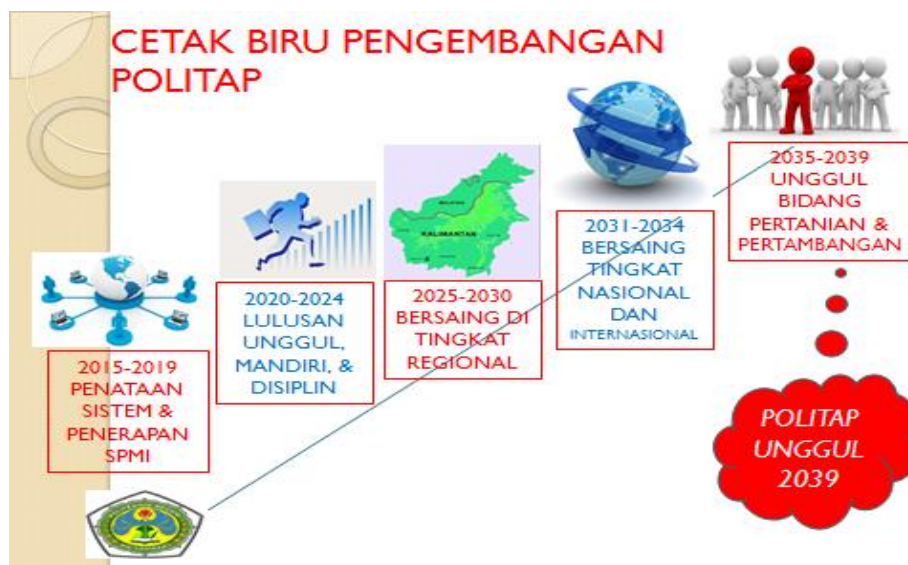 CETAK BIRU PENGEMBANGAN
POLITAP
2015-2019
PENATAAN
SISTEM &
PENERAPAN
SPMI
2020-2024
LULUSAN
UNGGUL,
MANDIRI, &
DISIPLIN
KALIMANTAN
2025-2030
BERSAING DI
TINGKAT
REGIONAL
2031-2034
BERSAING
TINGKAT
NASIONAL
DAN
INTERNASIONAL
2035-2039
UNGGUL
BIDANG
PERTANIAN &
PERTAMBANGAN
POLITAP
UNGGUL
2039